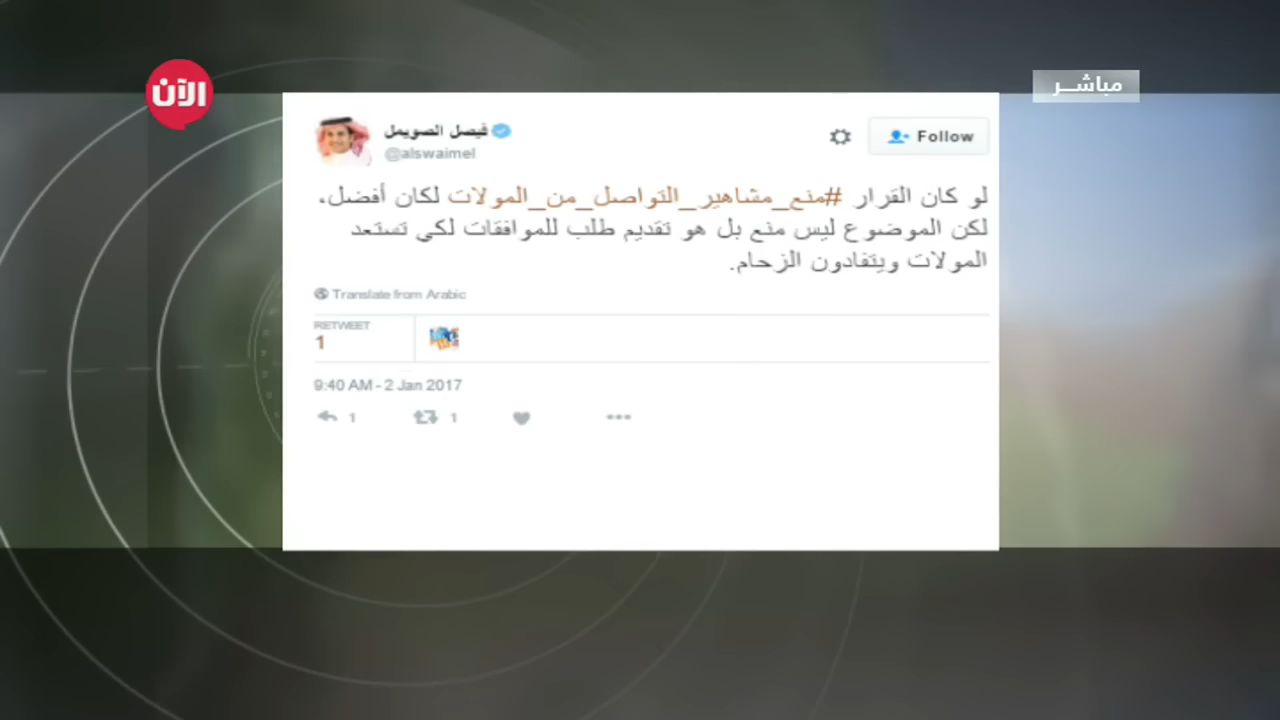 الآن
مباشر
فيصل الصويمل
@alswaimel
Follow
لو كان القرار #منع_مشاهير_التواصل_من_المولات لكان أفضل،
لكن الموضوع ليس منع بل هو تقديم طلب للموافقات لكي تستعد
المولات ويتفادون الزحام.
Translate from Arabic
RETWEET
1
9:40 AM - 2 Jan 2017
1
1